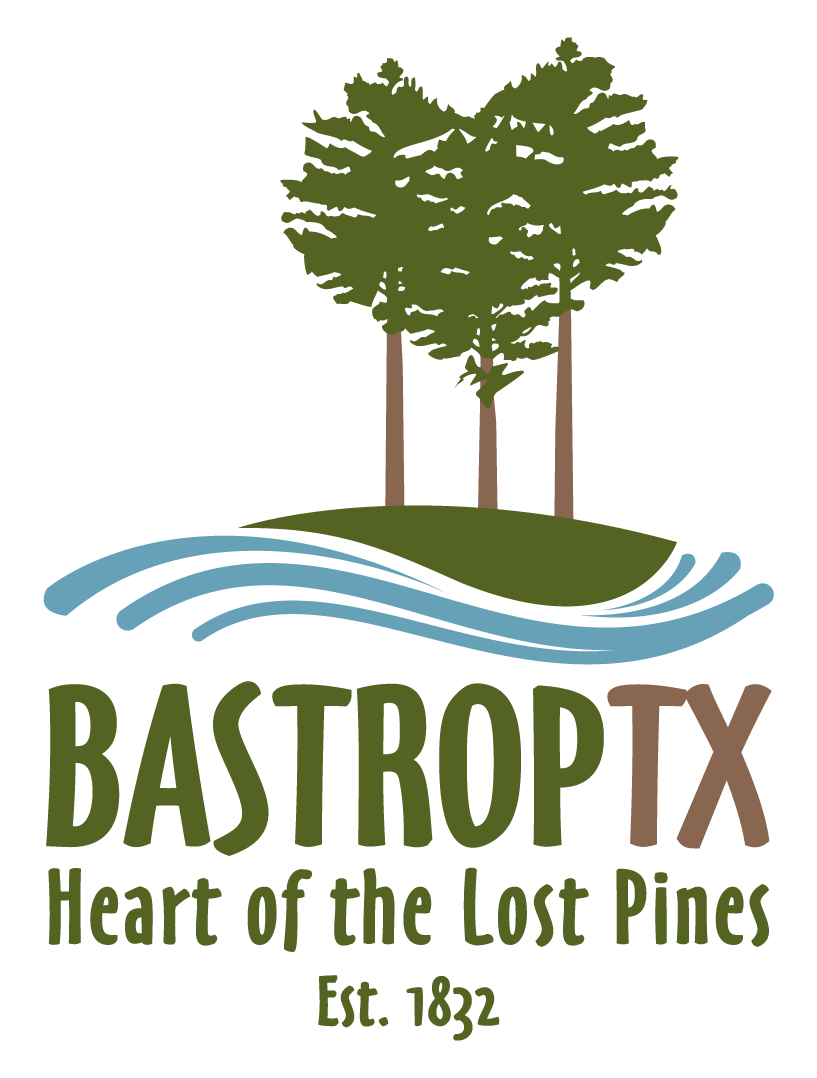 BASTROPTX
Heart of the Lost Pines
Est. 1832